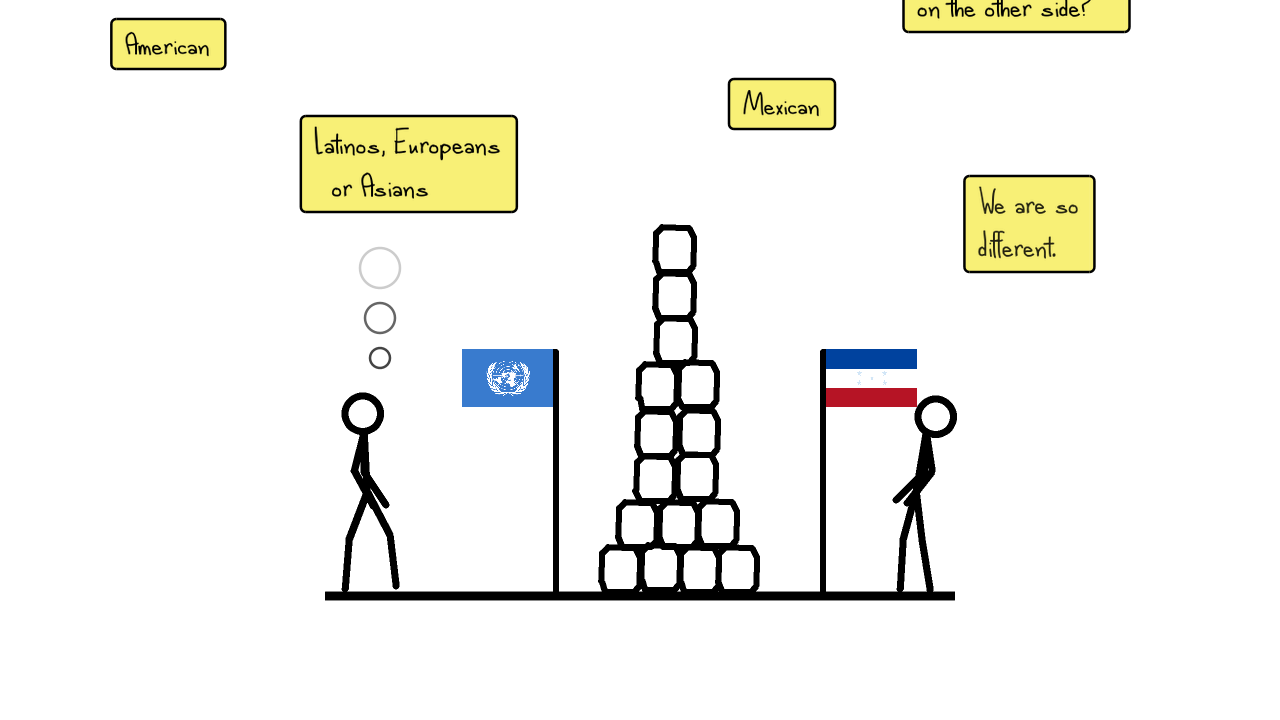 on the other side?
American
Mexican
Latinos, Europeans
or Asians
We are so
different.